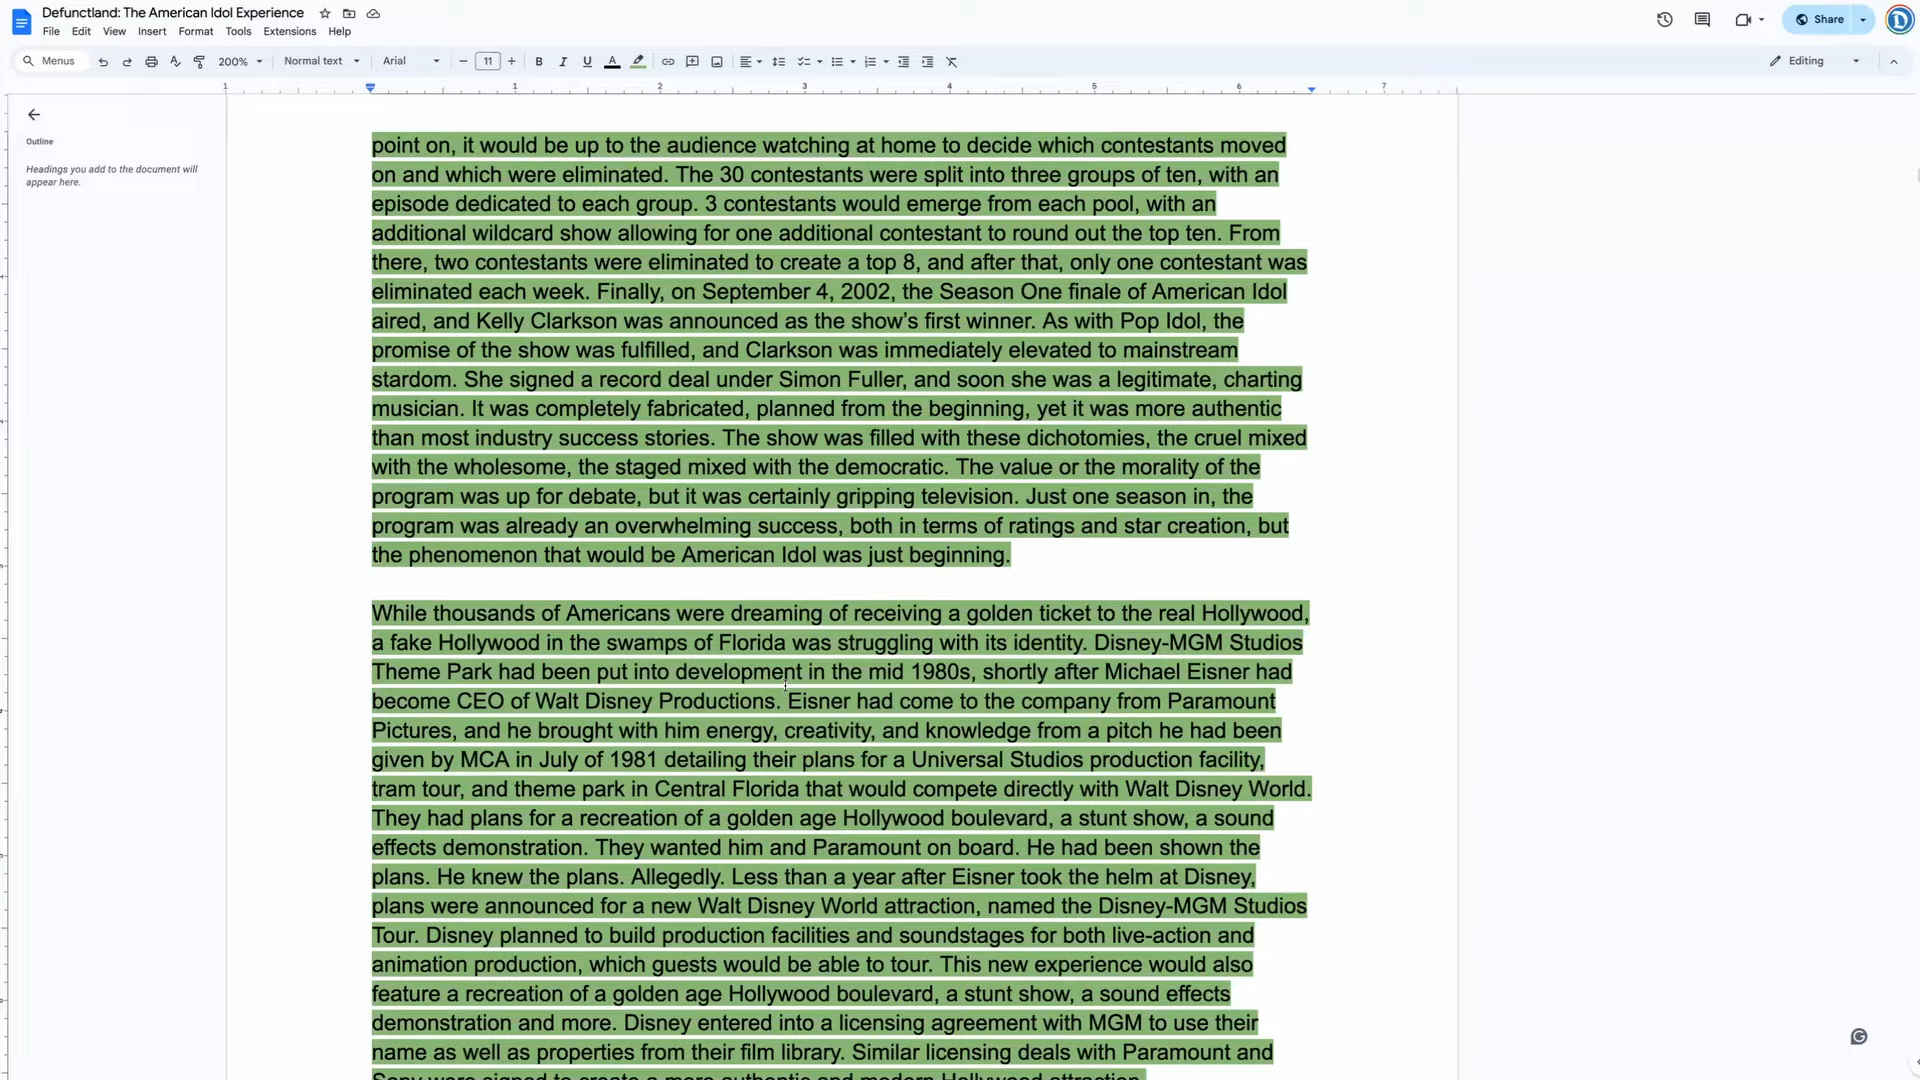 Defunctland: The American Idol Experience
File Edit View Insert Format Tools Extensions Help
Share
Menus 200% Normal text Arial 11 Editing
1 1 2 3 4 5 6 7
Outline
Headings you add to the document will
appear here.
point on, it would be up to the audience watching at home to decide which contestants moved
on and which were eliminated. The 30 contestants were split into three groups of ten, with an
episode dedicated to each group. 3 contestants would emerge from each pool, with an
additional wildcard show allowing for one additional contestant to round out the top ten. From
there, two contestants were eliminated to create a top 8, and after that, only one contestant was
eliminated each week. Finally, on September 4, 2002, the Season One finale of American Idol
aired, and Kelly Clarkson was announced as the show’s first winner. As with Pop Idol, the
promise of the show was fulfilled, and Clarkson was immediately elevated to mainstream
stardom. She signed a record deal under Simon Fuller, and soon she was a legitimate, charting
musician. It was completely fabricated, planned from the beginning, yet it was more authentic
than most industry success stories. The show was filled with these dichotomies, the cruel mixed
with the wholesome, the staged mixed with the democratic. The value or the morality of the
program was up for debate, but it was certainly gripping television. Just one season in, the
program was already an overwhelming success, both in terms of ratings and star creation, but
the phenomenon that would be American Idol was just beginning.
While thousands of Americans were dreaming of receiving a golden ticket to the real Hollywood,
a fake Hollywood in the swamps of Florida was struggling with its identity. Disney-MGM Studios
Theme Park had been put into development in the mid 1980s, shortly after Michael Eisner had
become CEO of Walt Disney Productions. Eisner had come to the company from Paramount
Pictures, and he brought with him energy, creativity, and knowledge from a pitch he had been
given by MCA in July of 1981 detailing their plans for a Universal Studios production facility,
tram tour, and theme park in Central Florida that would compete directly with Walt Disney World.
They had plans for a recreation of a golden age Hollywood boulevard, a stunt show, a sound
effects demonstration. They wanted him and Paramount on board. He had been shown the
plans. He knew the plans. Allegedly. Less than a year after Eisner took the helm at Disney,
plans were announced for a new Walt Disney World attraction, named the Disney-MGM Studios
Tour. Disney planned to build production facilities and soundstages for both live-action and
animation production, which guests would be able to tour. This new experience would also
feature a recreation of a golden age Hollywood boulevard, a stunt show, a sound effects
demonstration and more. Disney entered into a licensing agreement with MGM to use their
name as well as properties from their film library. Similar licensing deals with Paramount and
Sony were signed to create a more authentic and modern Hollywood attraction.